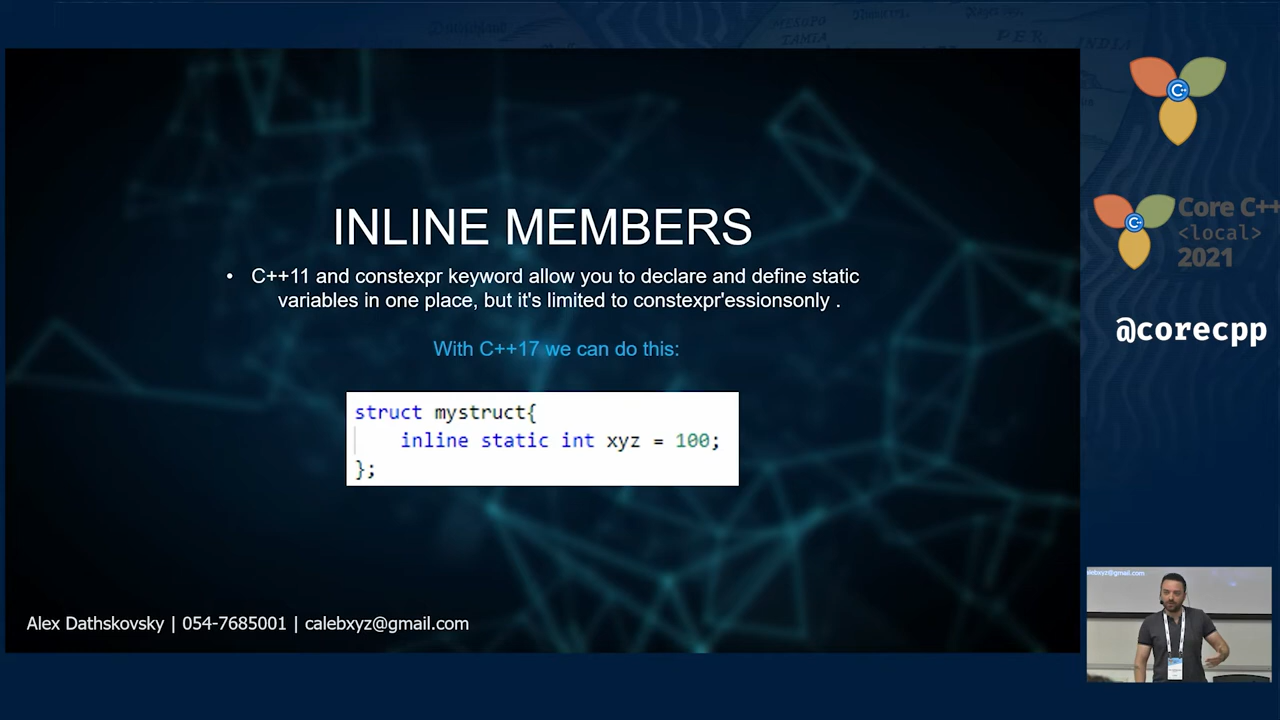 INLINE MEMBERS
• C++11 and constexpr keyword allow you to declare and define static
variables in one place, but it's limited to constexpr'essionsonly .
With C++17 we can do this:
struct mystruct{
inline static int xyz = 100;
};
Alex Dathskovsky | 054-7685001 | calebxyz@gmail.com
C++
C++
Core C++
<local>
2021
@corecpp